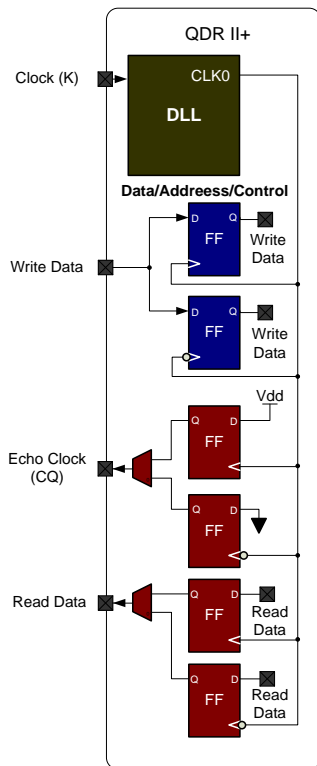 QDR II+
Clock (K)
CLK0
DLL
Data/Addreess/Control
D
Q
FF
Write
Data
Write Data
D
Q
FF
Write
Data
Vdd
Q
D
FF
Echo Clock
(CQ)
Q
D
FF
Read Data
Q
D
FF
Read
Data
Q
D
FF
Read
Data